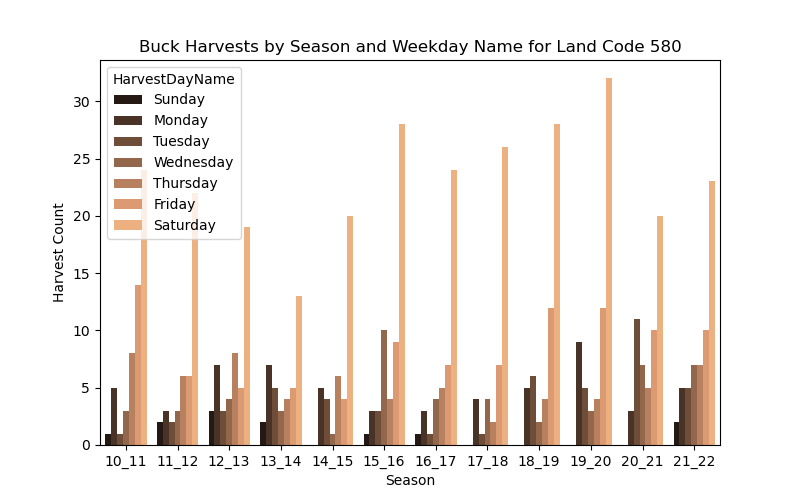 Buck Harvests by Season and Weekday Name for Land Code 580
HarvestDayName
Sunday
Monday
Tuesday
Wednesday
Thursday
Friday
Saturday
Harvest Count
30
25
20
15
10
5
0
10_11 11_12 12_13 13_14 14_15 15_16 16_17 17_18 18_19 19_20 20_21 21_22
Season